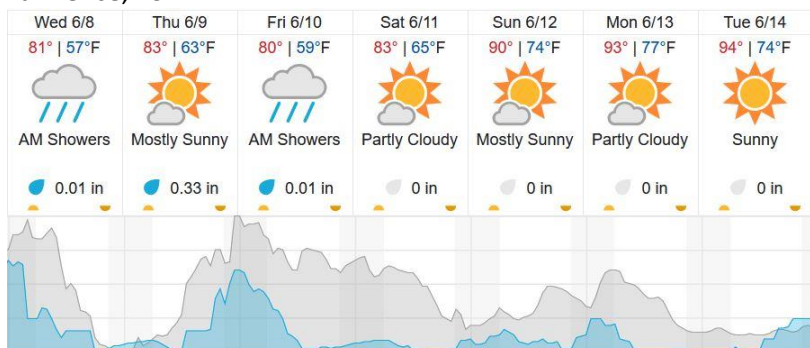 Wed 6/8 Thu 6/9 Fri 6/10 Sat 6/11 Sun 6/12 Mon 6/13 Tue 6/14
81° | 57°F 83° | 63°F 80° | 59°F 83° | 65°F 90° | 74°F 93° | 77°F 94° | 74°F
AM Showers Mostly Sunny AM Showers Partly Cloudy Mostly Sunny Partly Cloudy Sunny
0.01 in 0.33 in 0.01 in 0 in 0 in 0 in 0 in